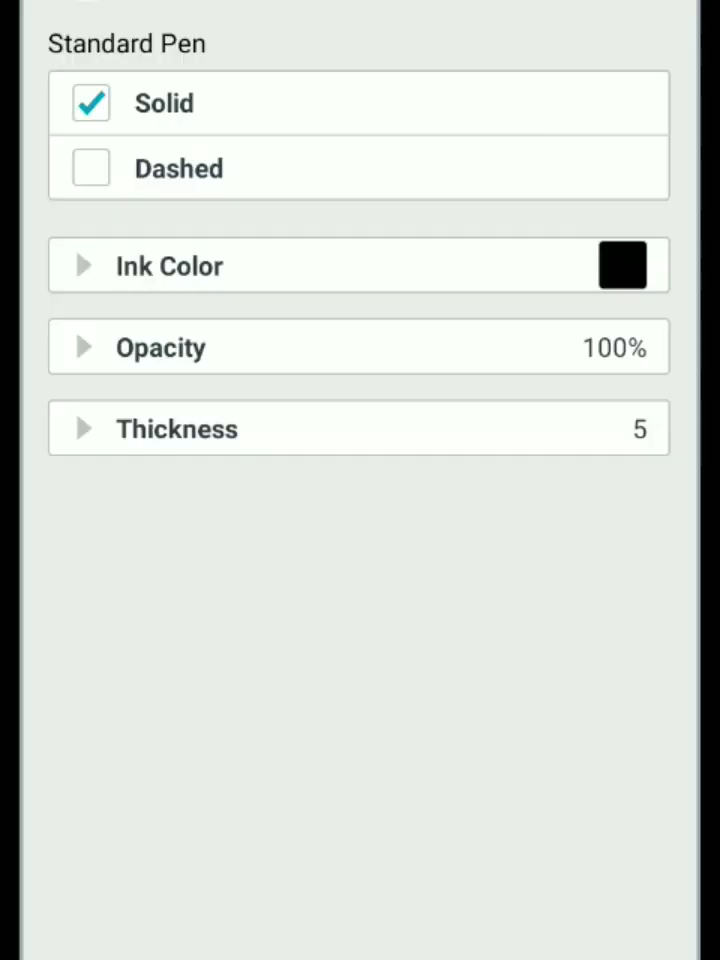 Standard Pen
Solid
Dashed
Ink Color
Opacity 100%
Thickness 5